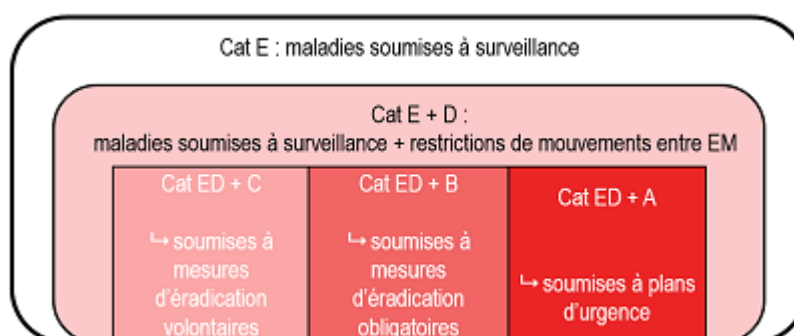 Cat E : maladies soumises à surveillance
Cat E + D :
maladies soumises à surveillance + restrictions de mouvements entre EM
Cat ED + C
↳ soumises à
mesures
d'éradication
volontaires
Cat ED + B
↳ soumises à
mesures
d'éradication
obligatoires
Cat ED + A
↳ soumises à plans
d'urgence